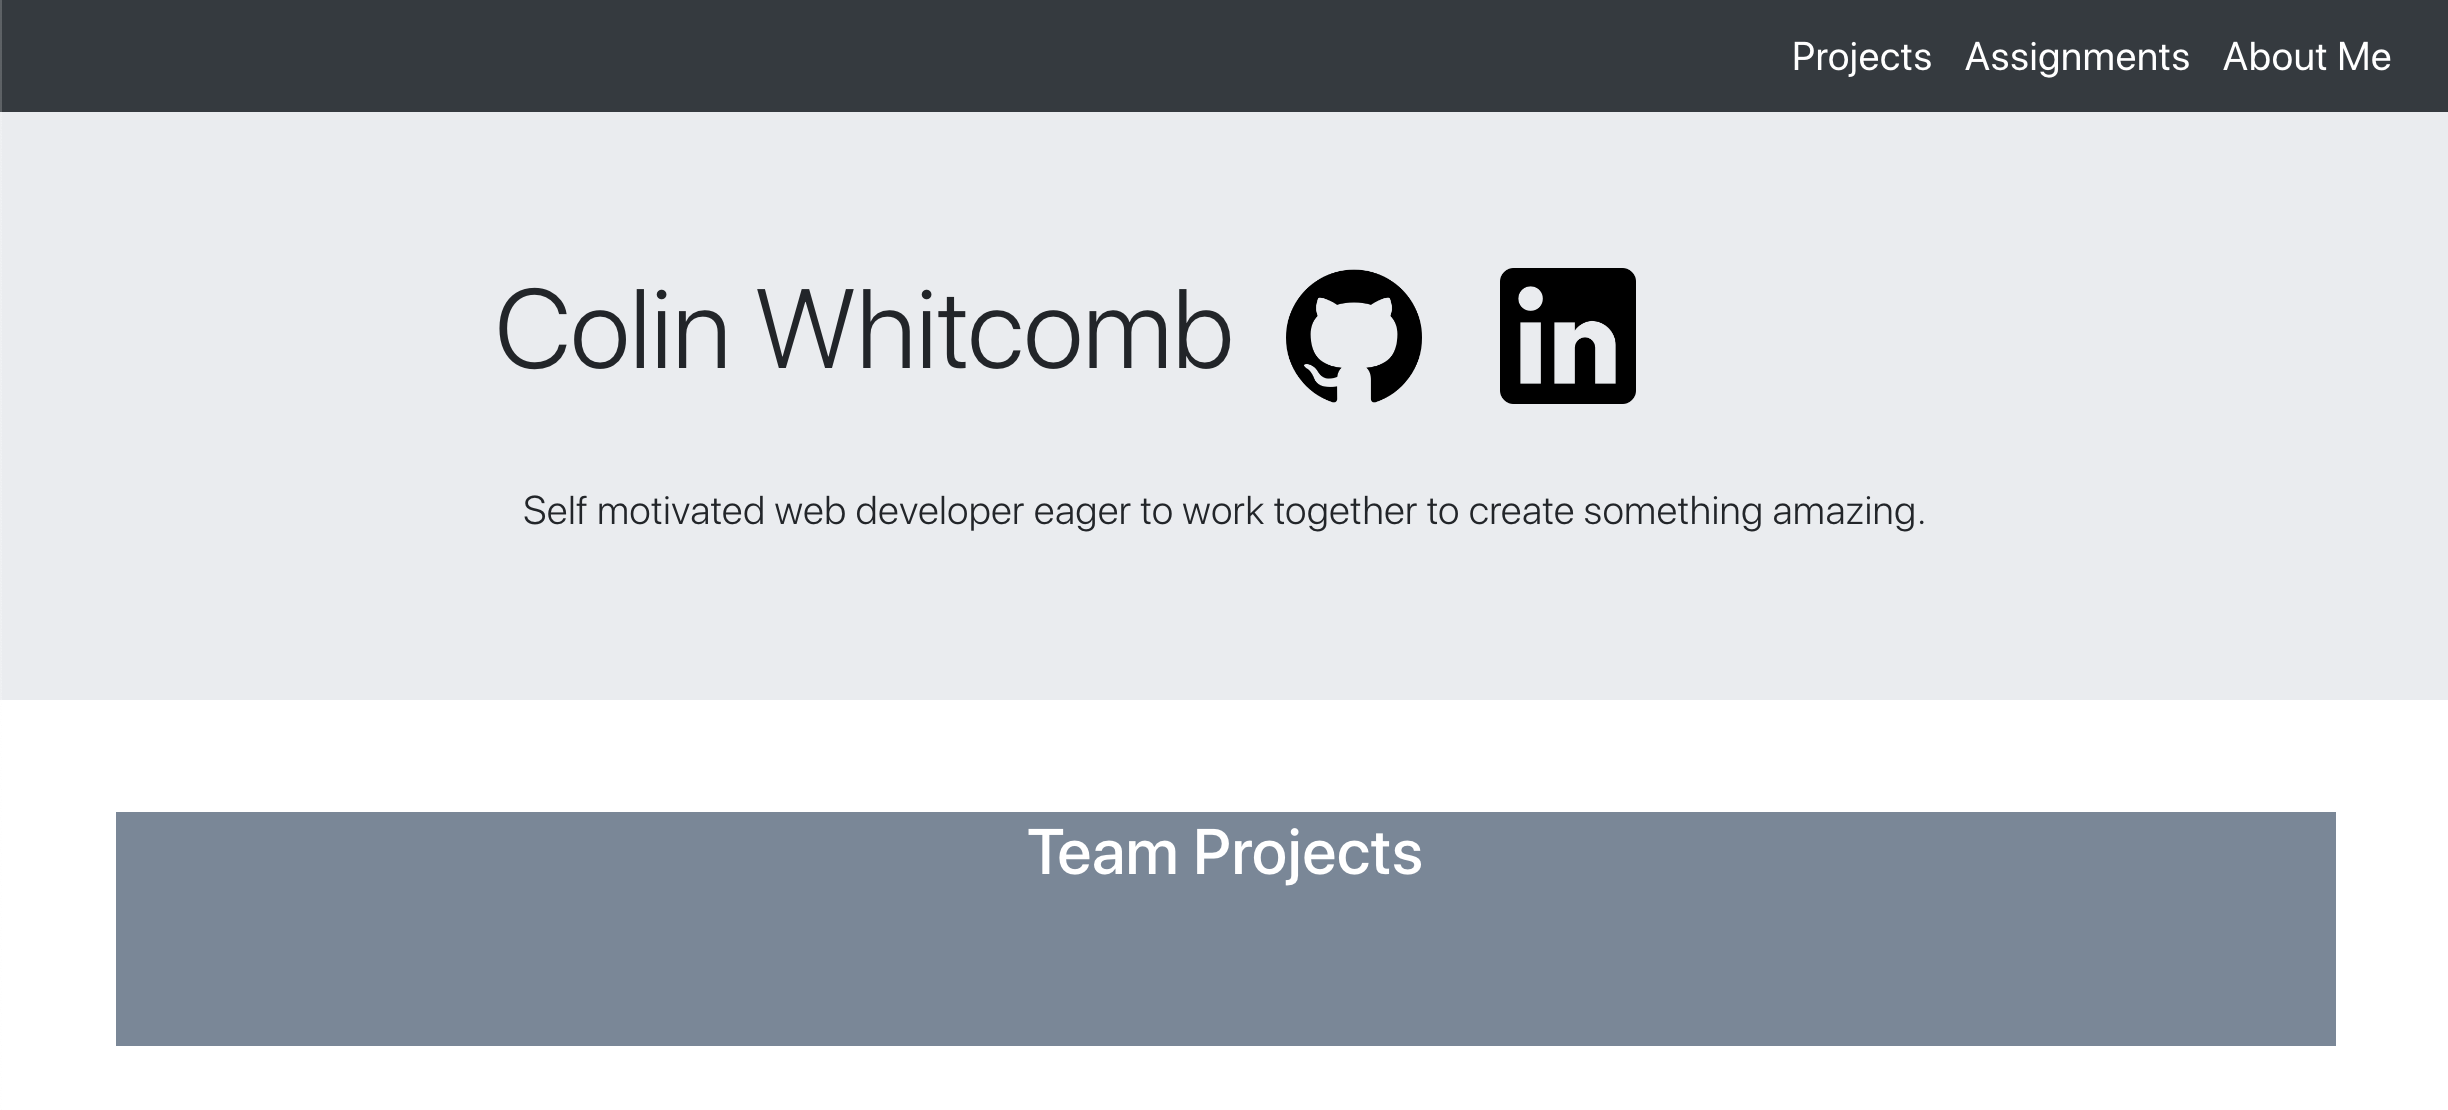 Projects Assignments About Me
Colin Whitcomb in
Self motivated web developer eager to work together to create something amazing.
Team Projects